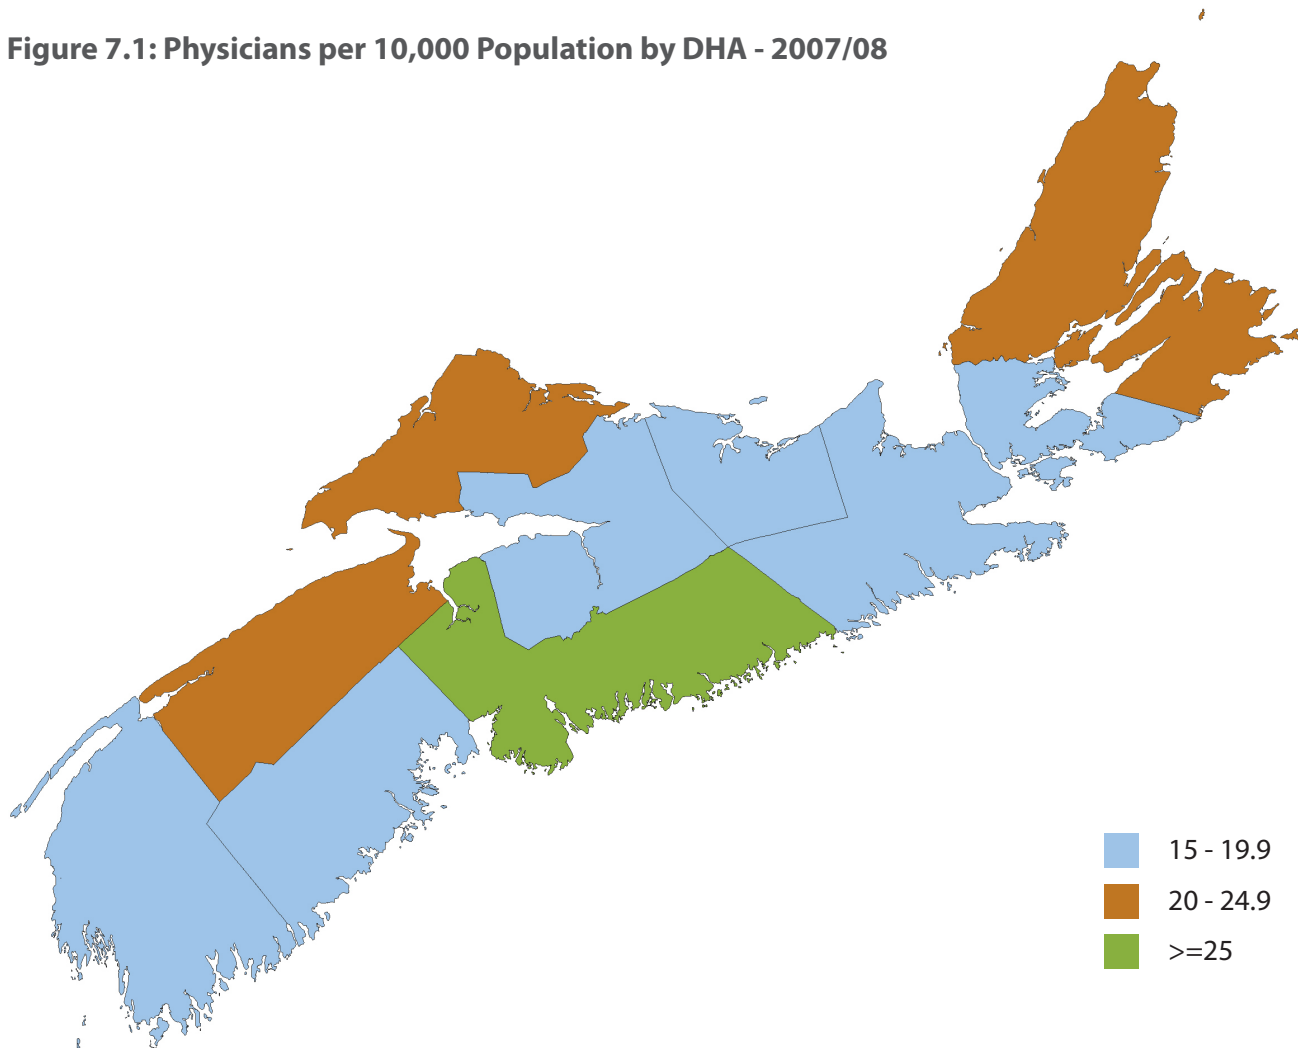 Figure 7.1: Physicians per 10,000 Population by DHA - 2007/08
15 - 19.9
20 - 24.9
>=25